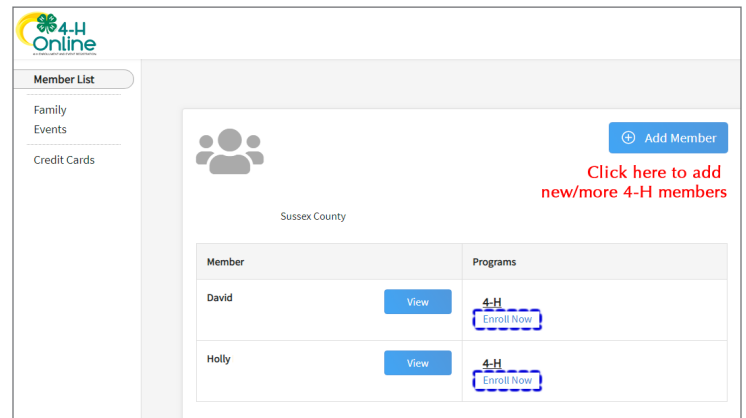 4-H
Online
Member List
Family
Events
Credit Cards
Add Member
Click here to add
new/more 4-H members
Sussex County
Member
Programs
David
View
4-H
Enroll Now
Holly
View
4-H
Enroll Now